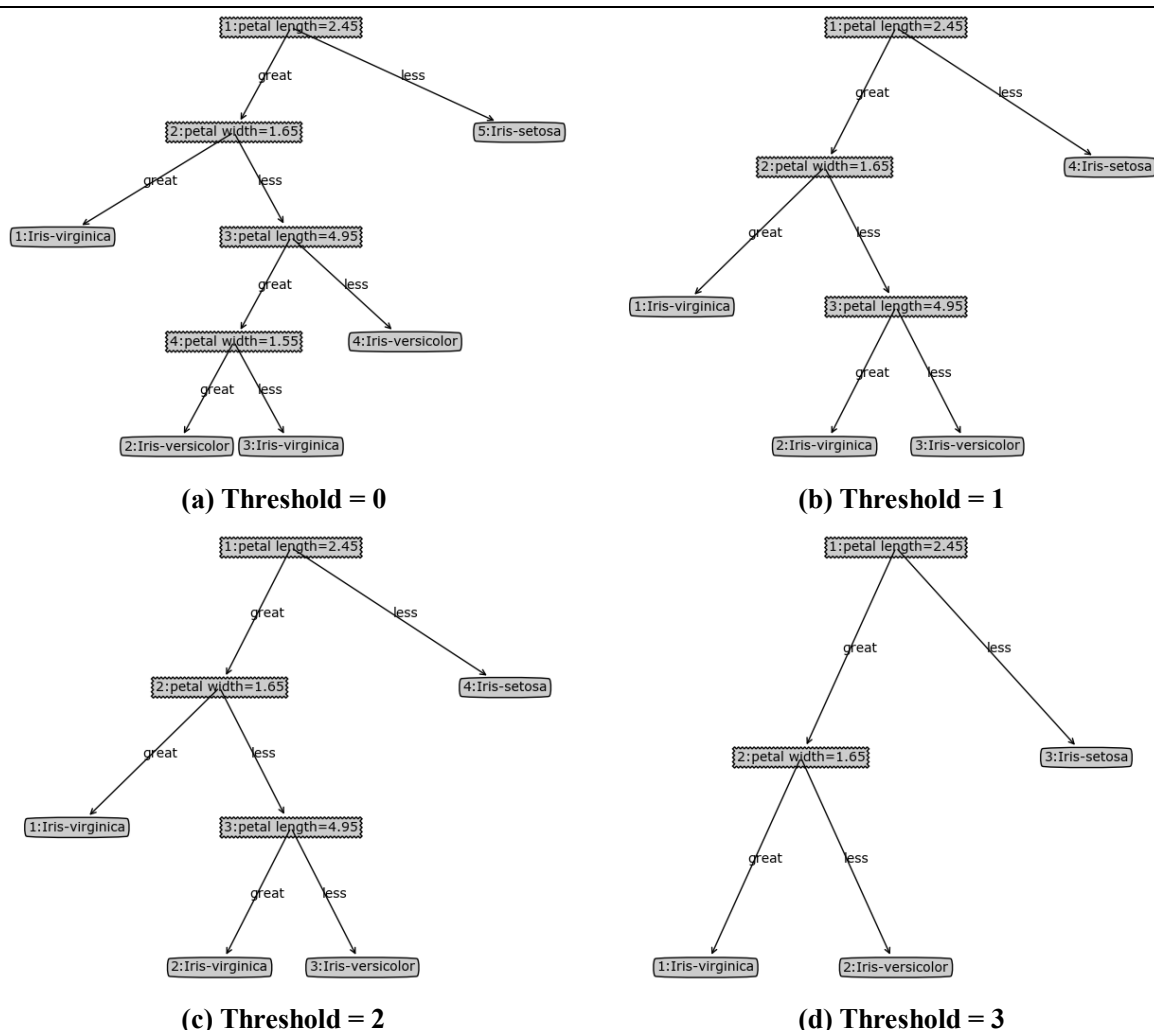 1:petal length=2.45
great
less
2:petal width=1.65
5:Iris-setosa
great
less
1:Iris-virginica
3:petal length=4.95
great
less
4:petal width=1.55
4:Iris-versicolor
great
less
2:Iris-versicolor
3:Iris-virginica
(a) Threshold = 0
1:petal length=2.45
great
less
2:petal width=1.65
4:Iris-setosa
great
less
1:Iris-virginica
3:petal length=4.95
great
less
2:Iris-virginica
3:Iris-versicolor
(b) Threshold = 1
1:petal length=2.45
great
less
2:petal width=1.65
4:Iris-setosa
great
less
1:Iris-virginica
3:petal length=4.95
great
less
2:Iris-virginica
3:Iris-versicolor
(c) Threshold = 2
1:petal length=2.45
great
less
2:petal width=1.65
3:Iris-setosa
great
less
1:Iris-virginica
2:Iris-versicolor
(d) Threshold = 3